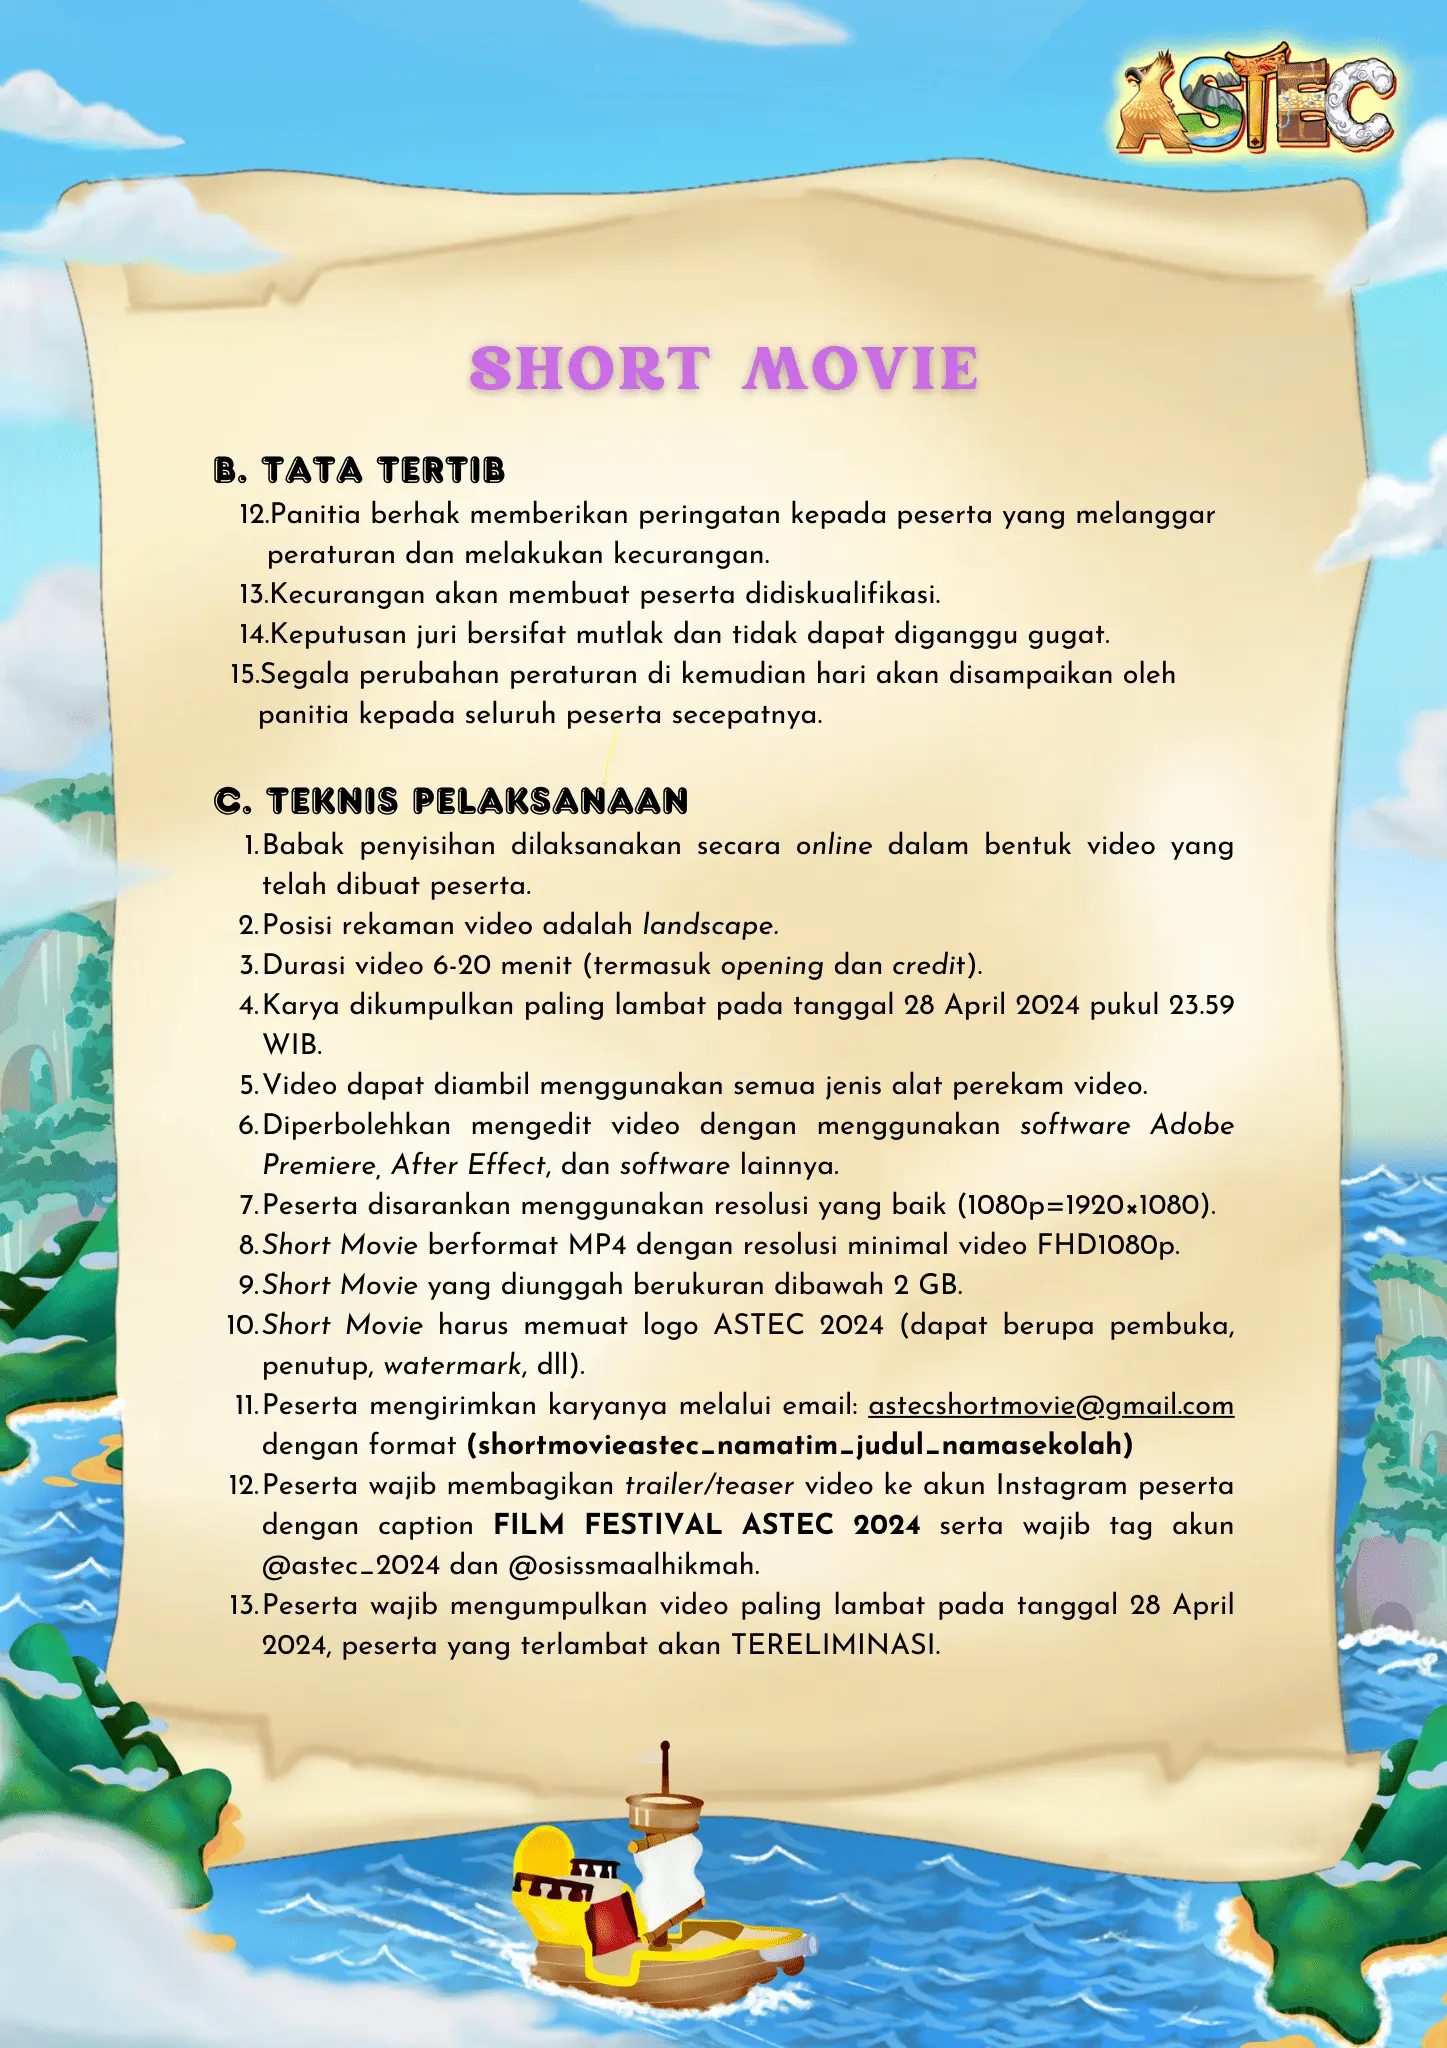 ASTEC
SHORT MOVIE
B. TATA TERTIB
12.Panitia berhak memberikan peringatan kepada peserta yang melanggar
peraturan dan melakukan kecurangan.
13.Kecurangan akan membuat peserta didiskualifikasi.
14.Keputusan juri bersifat mutlak dan tidak dapat diganggu gugat.
15.Segala perubahan peraturan di kemudian hari akan disampaikan oleh
panitia kepada seluruh peserta secepatnya.
C. TEKNIS PELAKSANAAN
1. Babak penyisihan dilaksanakan secara online dalam bentuk video yang
telah dibuat peserta.
2. Posisi rekaman video adalah landscape.
3. Durasi video 6-20 menit (termasuk opening dan credit).
4. Karya dikumpulkan paling lambat pada tanggal 28 April 2024 pukul 23.59
WIB.
5. Video dapat diambil menggunakan semua jenis alat perekam video.
6. Diperbolehkan mengedit video dengan menggunakan software Adobe
Premiere, After Effect, dan software lainnya.
7. Peserta disarankan menggunakan resolusi yang baik (1080p=1920×1080).
8. Short Movie berformat MP4 dengan resolusi minimal video FHD1080p.
9. Short Movie yang diunggah berukuran dibawah 2 GB.
10. Short Movie harus memuat logo ASTEC 2024 (dapat berupa pembuka,
penutup, watermark, dll).
11. Peserta mengirimkan karyanya melalui email: astecshortmovie@gmail.com
dengan format (shortmovieastec_namatim_judul_namasekolah)
12. Peserta wajib membagikan trailer/teaser video ke akun Instagram peserta
dengan caption FILM FESTIVAL ASTEC 2024 serta wajib tag akun
@astec_2024 dan @osissmaalhikmah.
13. Peserta wajib mengumpulkan video paling lambat pada tanggal 28 April
2024, peserta yang terlambat akan TERELIMINASI.